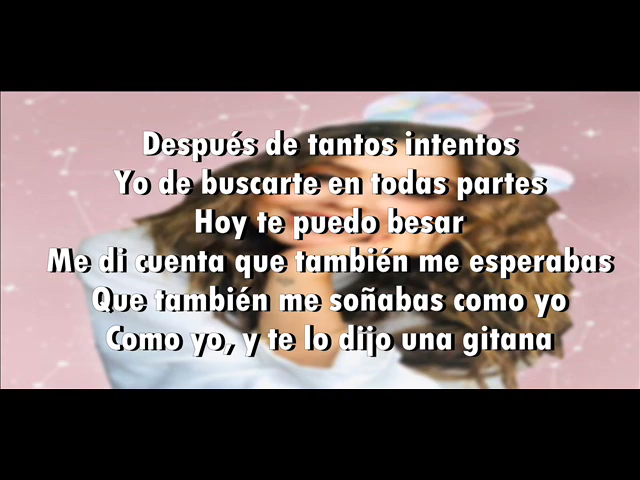 Después de tantos intentos
Yo de buscarte en todas partes
Hoy te puedo besar
Me di cuenta que también me esperabas
Que también me soñabas como yo
Como yo, y te lo dijo una gitana